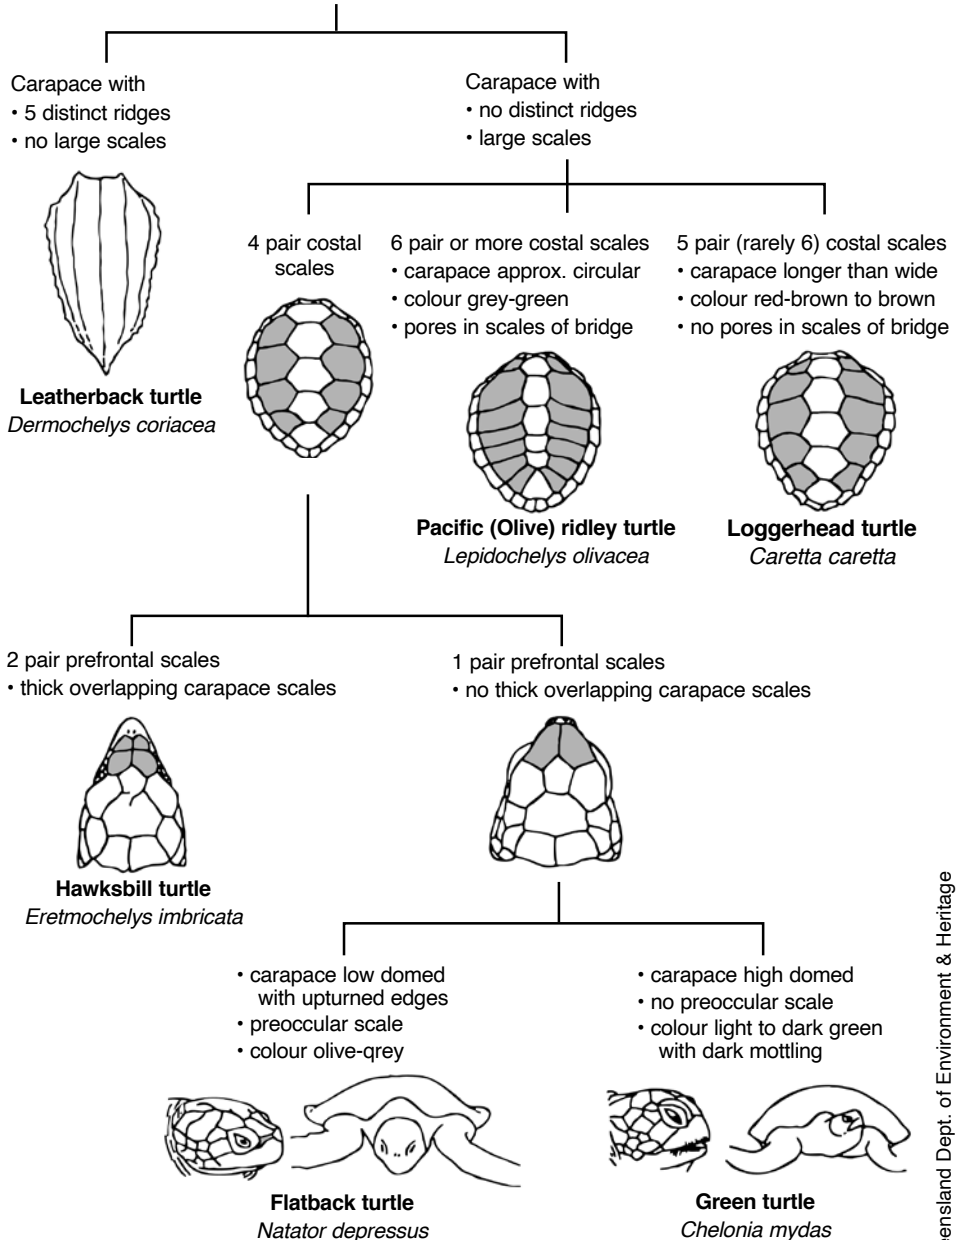 Carapace with
• 5 distinct ridges
• no large scales
Carapace with
• no distinct ridges
• large scales
Leatherback turtle
Dermochelys coriacea
4 pair costal
scales
6 pair or more costal scales
• carapace approx. circular
• colour grey-green
• pores in scales of bridge
Pacific (Olive) ridley turtle
Lepidochelys olivacea
5 pair (rarely 6) costal scales
• carapace longer than wide
• colour red-brown to brown
• no pores in scales of bridge
Loggerhead turtle
Caretta caretta
2 pair prefrontal scales
• thick overlapping carapace scales
Hawksbill turtle
Eretmochelys imbricata
1 pair prefrontal scales
• no thick overlapping carapace scales
• carapace low domed
with upturned edges
• preoccular scale
• colour olive-qrey
Flatback turtle
Natator depressus
• carapace high domed
• no preoccular scale
• colour light to dark green
with dark mottling
Green turtle
Chelonia mydas
Dept. of Environment & Heritage